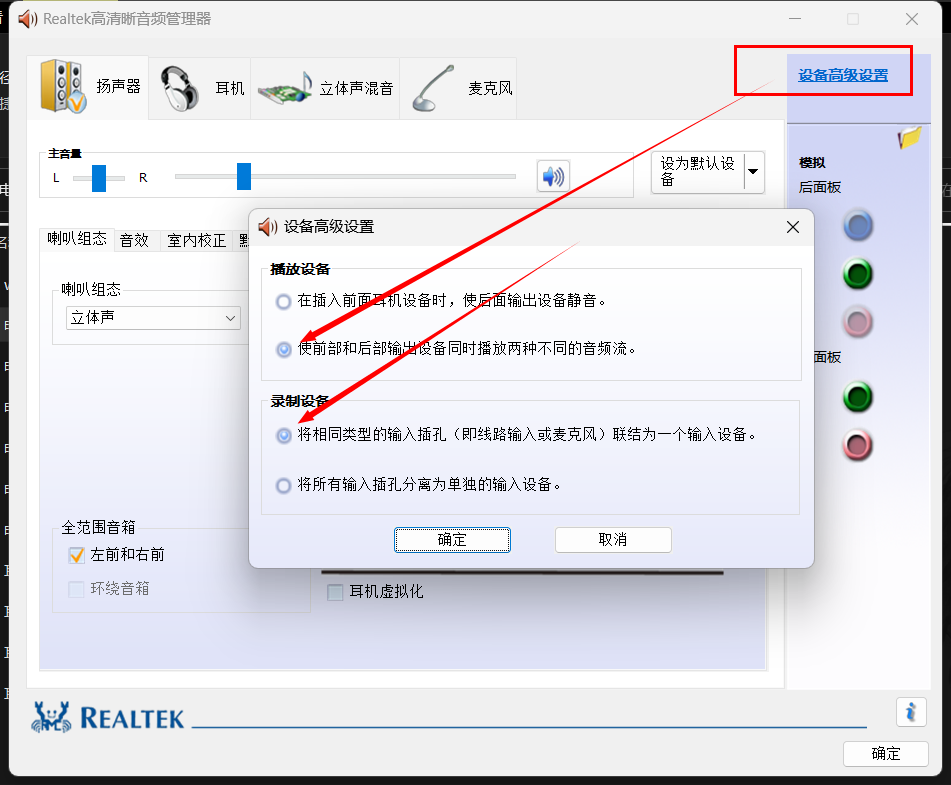 Realtek高清晰音频管理器
扬声器
耳机
立体声混音
麦克风
设备高级设置
主音量
L
R
设为默认设备
模拟
后面板
喇叭组态
音效
室内校正
喇叭组态
立体声
设备高级设置
播放设备
在插入前面耳机设备时，使后面输出设备静音。
使前部和后部输出设备同时播放两种不同的音频流。
录制设备
将相同类型的输入插孔（即线路输入或麦克风）联结为一个输入设备。
将所有输入插孔分离为单独的输入设备。
确定
取消
面板
全范围音箱
左前和右前
环绕音箱
耳机虚拟化
REALTEK
确定